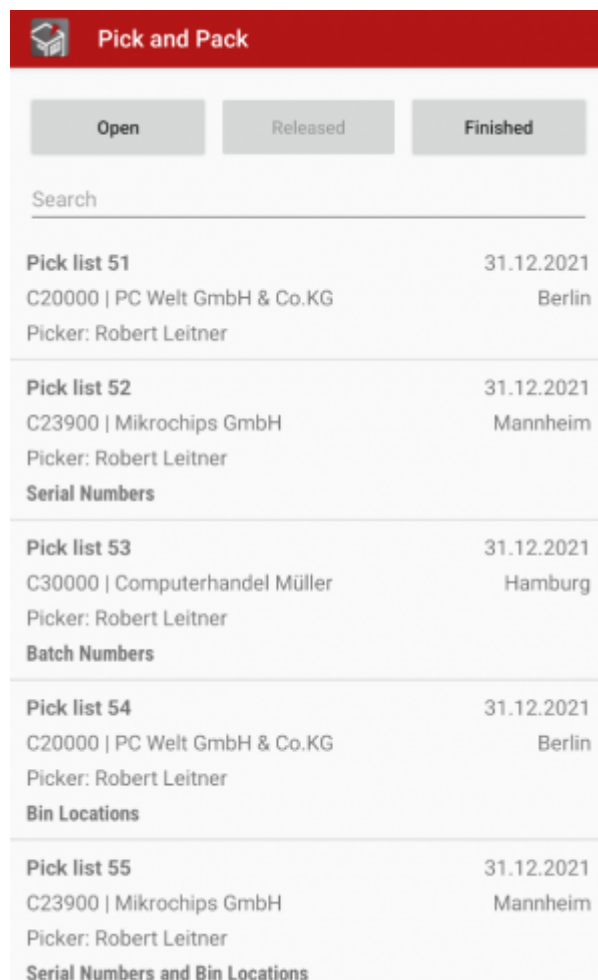 Pick and Pack
Open Released Finished
Search
Pick list 51 31.12.2021
C20000 | PC Welt GmbH & Co.KG Berlin
Picker: Robert Leitner
Pick list 52 31.12.2021
C23900 | Mikrochips GmbH Mannheim
Picker: Robert Leitner
Serial Numbers
Pick list 53 31.12.2021
C30000 | Computerhandel Müller Hamburg
Picker: Robert Leitner
Batch Numbers
Pick list 54 31.12.2021
C20000 | PC Welt GmbH & Co.KG Berlin
Picker: Robert Leitner
Bin Locations
Pick list 55 31.12.2021
C23900 | Mikrochips GmbH Mannheim
Picker: Robert Leitner
Serial Numbers and Bin Locations